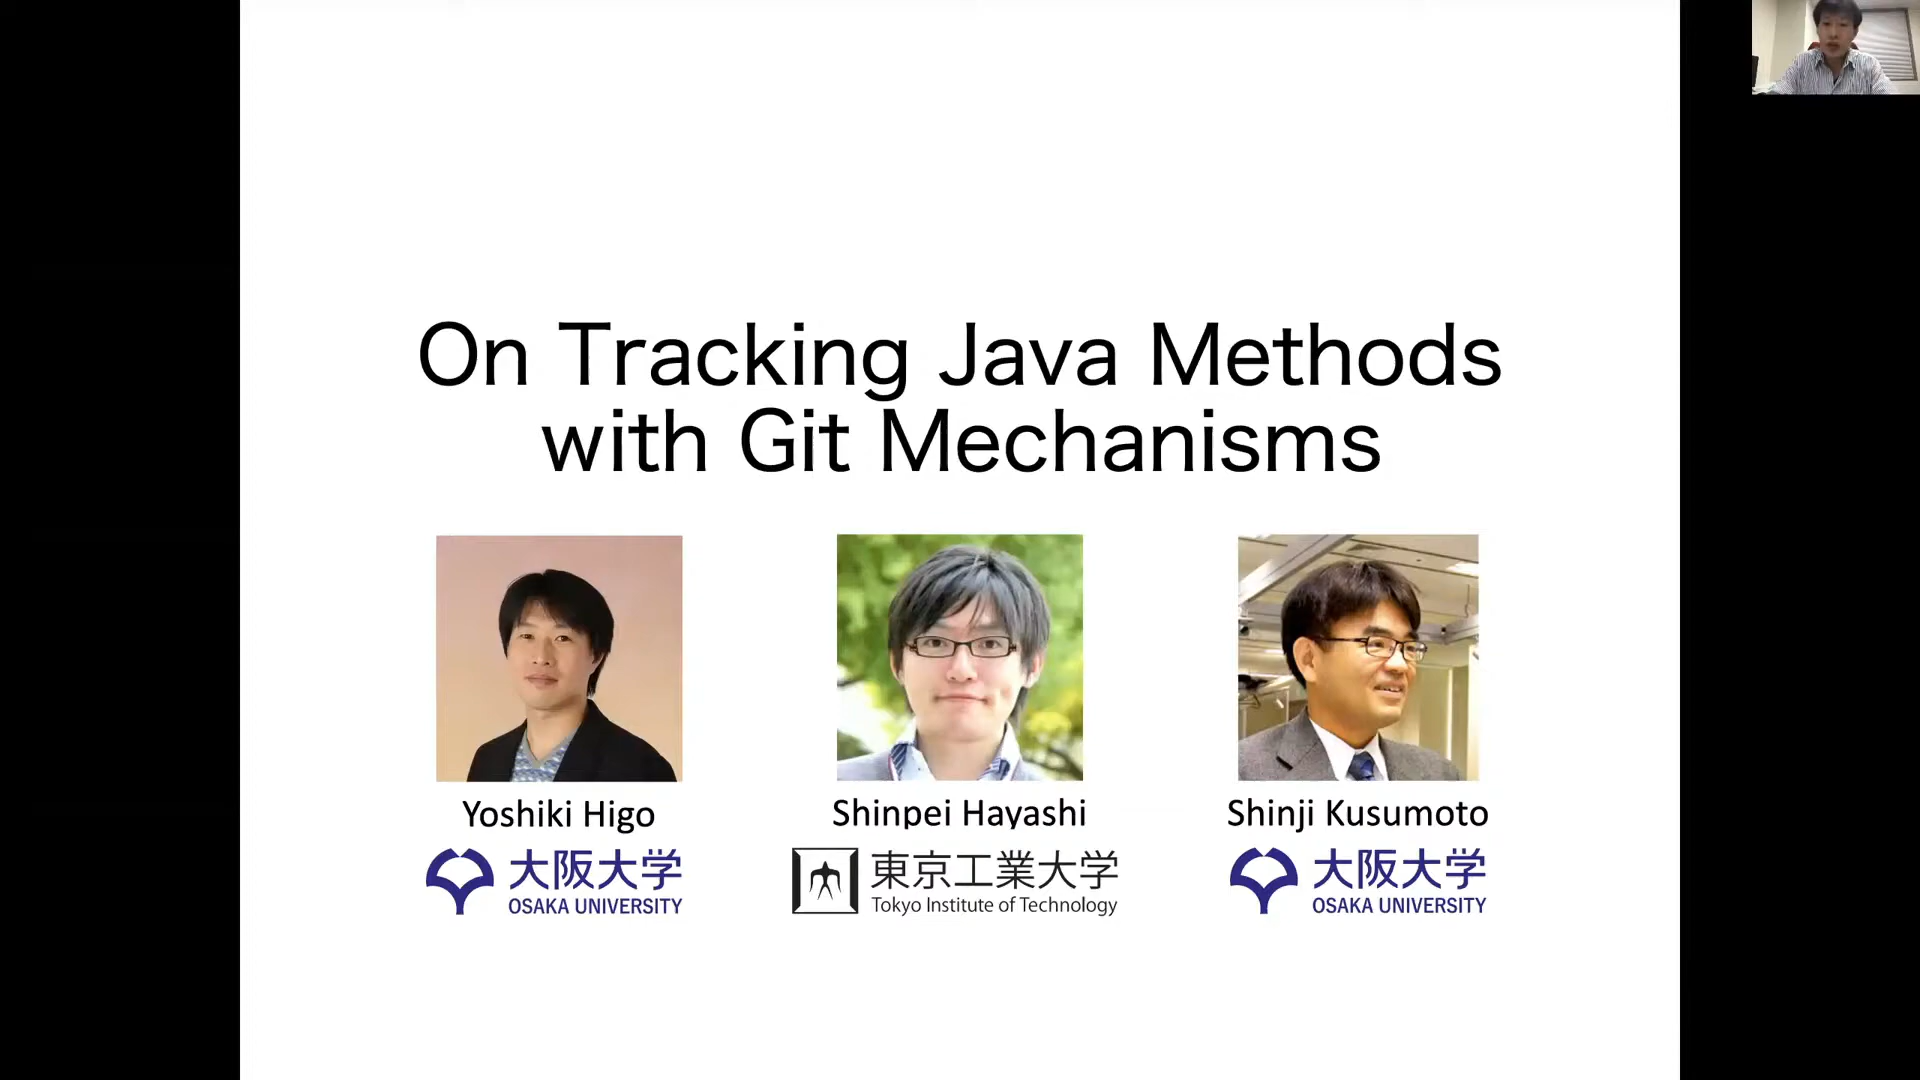 On Tracking Java Methods
with Git Mechanisms
Yoshiki Higo
Shinpei Hayashi
Shinji Kusumoto
大阪大学
OSAKA UNIVERSITY
東京工業大学
Tokyo Institute of Technology
大阪大学
OSAKA UNIVERSITY